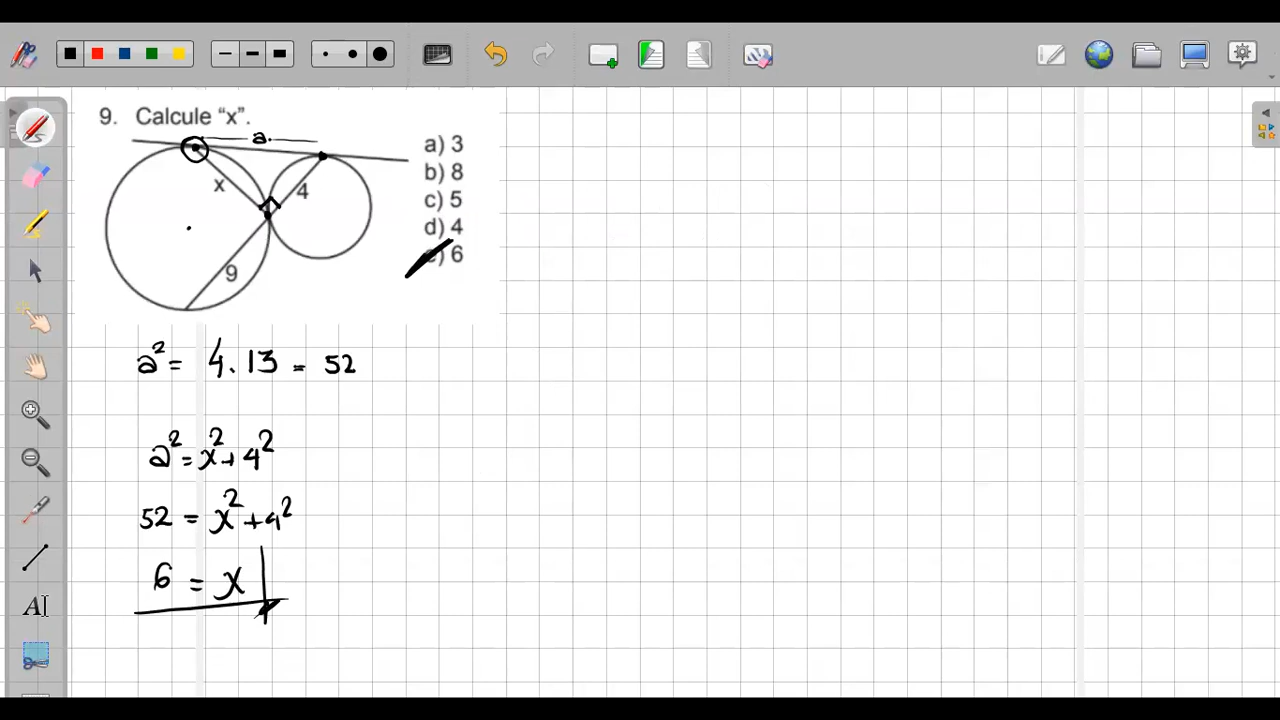 9. Calcule "x".
a
a) 3
x
4
b) 8
c) 5
d) 4
e) 6
9
a² = 4.13 = 52
a² = x² + 4²
52 = x² + 4²
6 = x
A